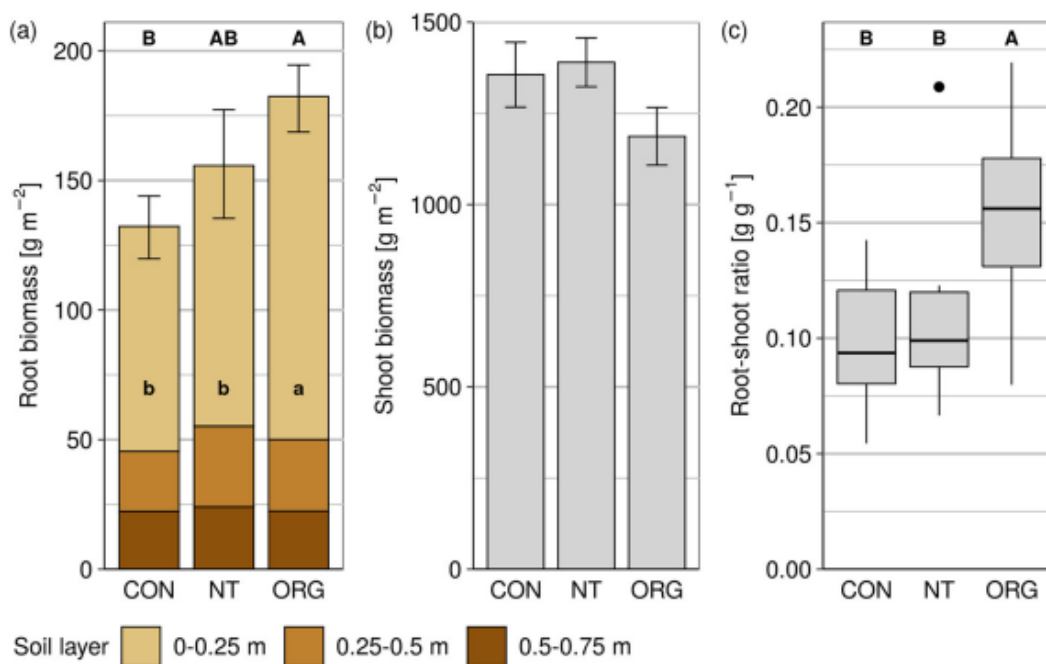 (a)
B AB A
200
150
100
50
0
Root biomass [g m⁻²]
b b a
CON NT ORG
(b)
1500
1000
500
0
Shoot biomass [g m⁻²]
CON NT ORG
(c)
B B A
0.20
0.15
0.10
0.05
0.00
Root-shoot ratio [g g⁻¹]
CON NT ORG
Soil layer 0-0.25 m 0.25-0.5 m 0.5-0.75 m